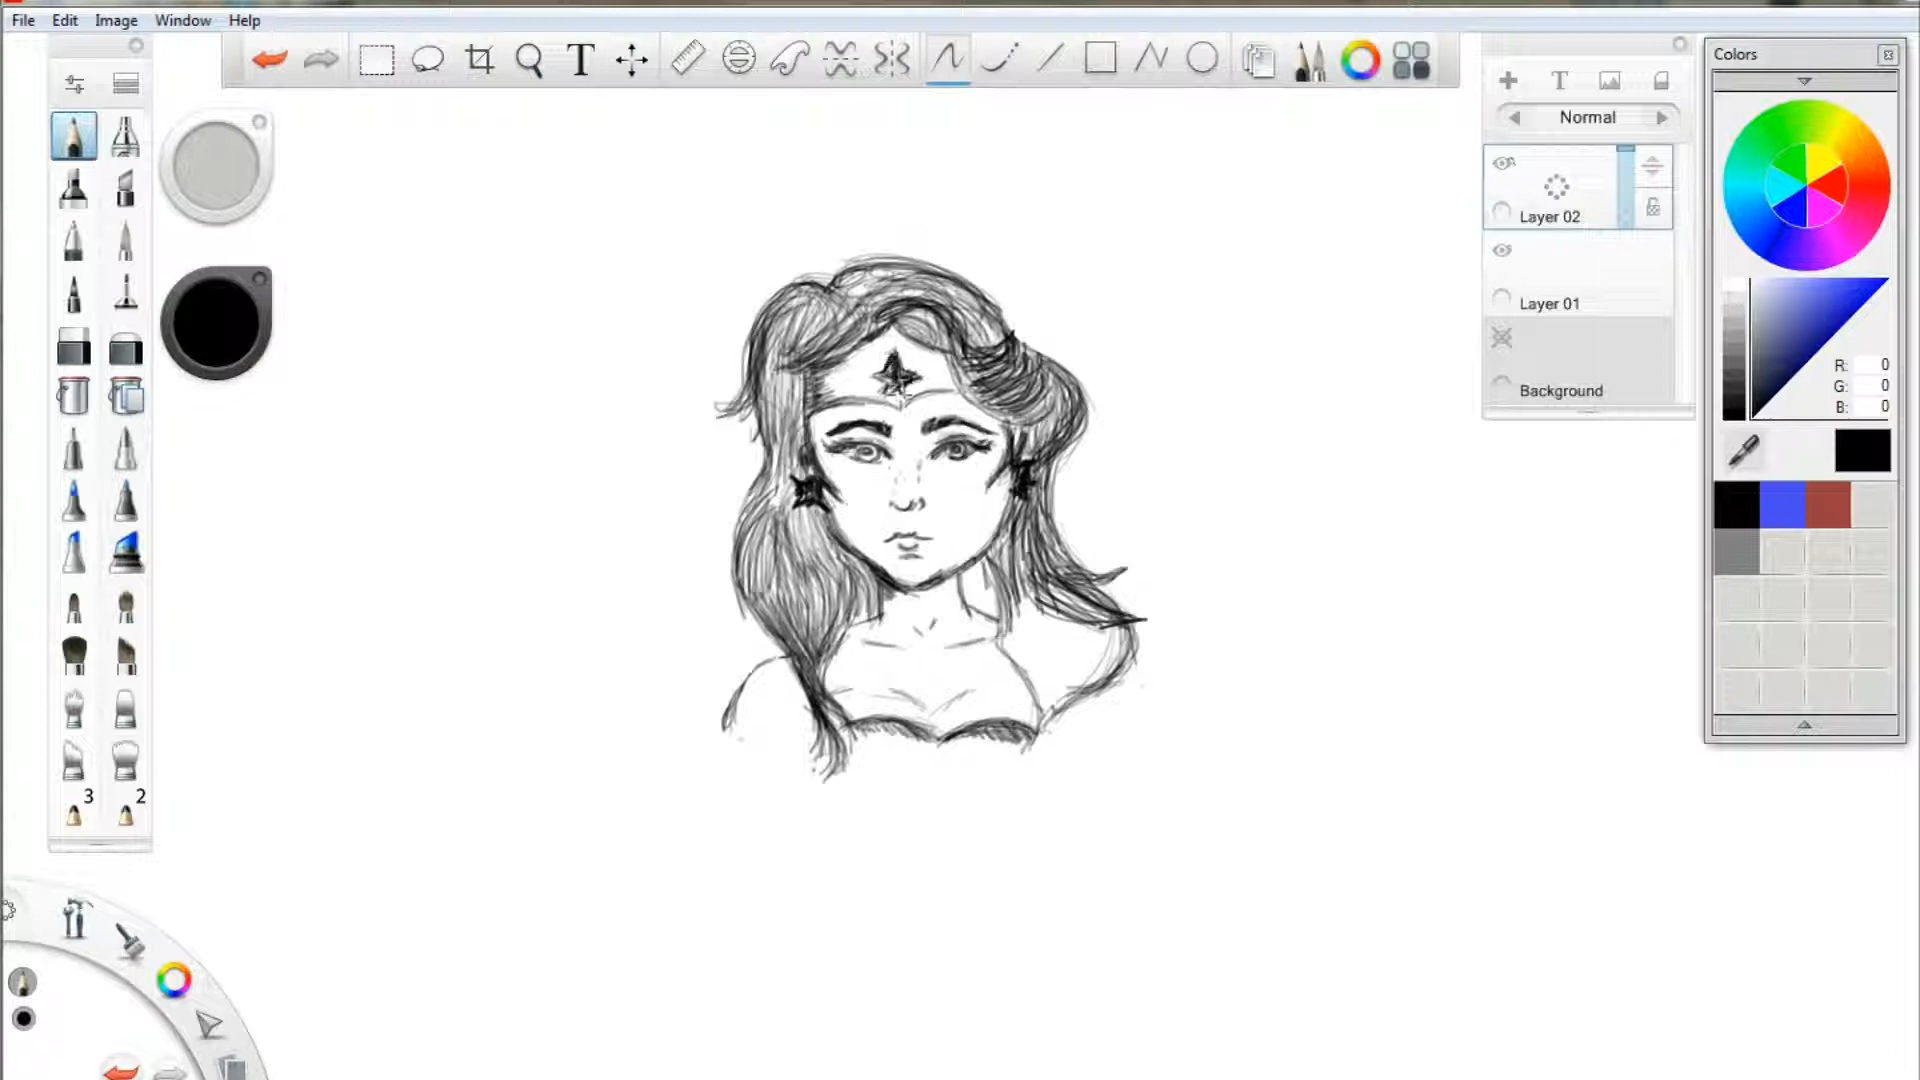 File Edit Image Window Help
Colors
T
T
Normal
Layer 02
Layer 01
Background
R: 0
G: 0
B: 0
3 2